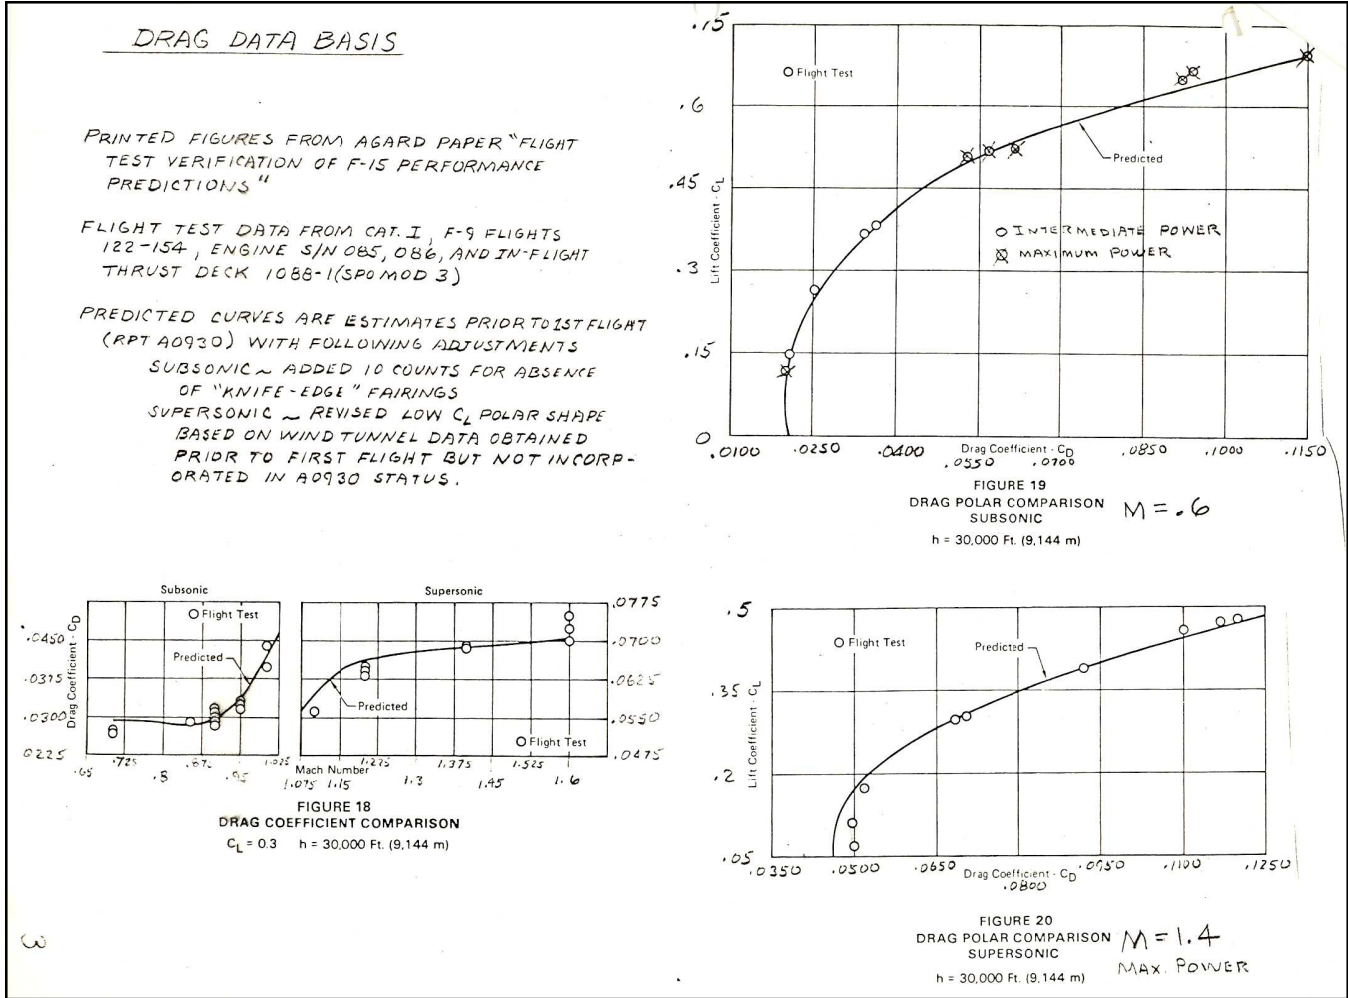 DRAG DATA BASIS
PRINTED FIGURES FROM AGARD PAPER "FLIGHT
TEST VERIFICATION OF F-15 PERFORMANCE
PREDICTIONS"
FLIGHT TEST DATA FROM CAT. I, F-9 FLIGHTS
122-154, ENGINE S/N 085, 086, AND IN-FLIGHT
THRUST DECK 1088-1(SPO MOD 3)
PREDICTED CURVES ARE ESTIMATES PRIOR TO 1ST FLIGHT
(RPT A0930) WITH FOLLOWING ADJUSTMENTS
SUBSONIC ~ ADDED 10 COUNTS FOR ABSENCE
OF "KNIFE-EDGE" FAIRINGS
SUPERSONIC ~ REVISED LOW CL POLAR SHAPE
BASED ON WIND TUNNEL DATA OBTAINED
PRIOR TO FIRST FLIGHT BUT NOT INCORP-
ORATED IN A0930 STATUS.
Subsonic
Flight Test
Predicted
Drag Coefficient - CD
.0450
.0375
.0300
0225
.65 .725 .8 .875 .95 1.025
Supersonic
Predicted
Flight Test
.0775
.0700
.0625
.0550
.0475
Mach Number
1.075 1.15 1.225 1.3 1.375 1.45 1.525 1.6
FIGURE 18
DRAG COEFFICIENT COMPARISON
CL = 0.3 h = 30,000 Ft. (9,144 m)
3
.75
.6
.45
.3
.15
0
Lift Coefficient - CL
Flight Test
Predicted
INTERMEDIATE POWER
MAXIMUM POWER
.0100 .0250 .0400 .0550 .0700 .0850 .1000 .1150
Drag Coefficient - CD
FIGURE 19
DRAG POLAR COMPARISON
SUBSONIC
M = .6
h = 30,000 Ft. (9,144 m)
.5
.35
.2
.05
Lift Coefficient - CL
Flight Test
Predicted
.0350 .0500 .0650 .0800 .0950 .1100 .1250
Drag Coefficient - CD
FIGURE 20
DRAG POLAR COMPARISON
SUPERSONIC
M = 1.4
MAX. POWER
h = 30,000 Ft. (9,144 m)